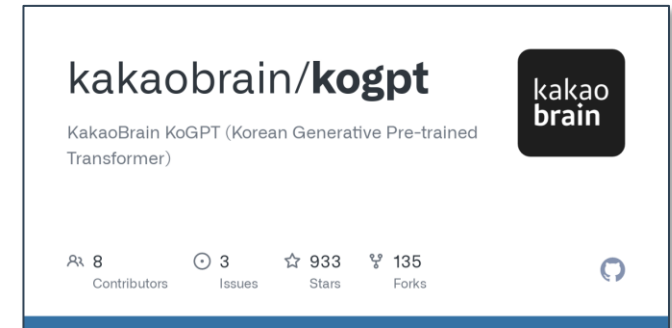 kakaobrain/kogpt
kakao
brain
KakaoBrain KoGPT (Korean Generative Pre-trained
Transformer)
8
Contributors
3
Issues
933
Stars
135
Forks